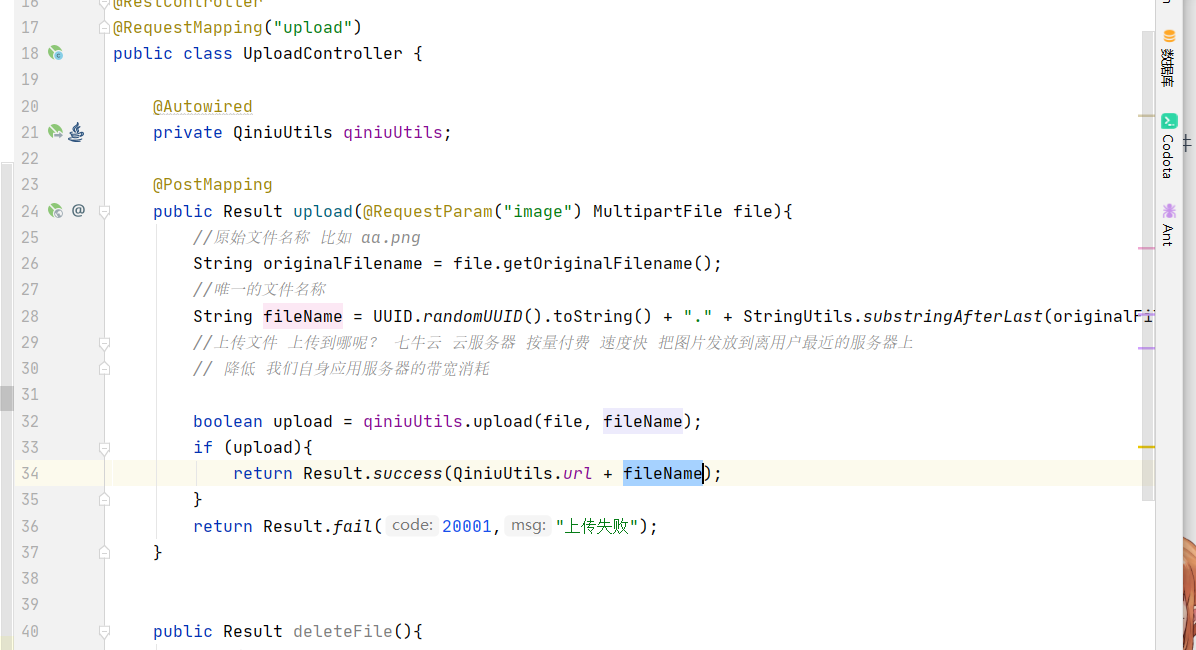 16 @RestController
17 @RequestMapping("upload")
18 public class UploadController {
19
20 @Autowired
21 private QiniuUtils qiniuUtils;
22
23 @PostMapping
24 @ public Result upload(@RequestParam("image") MultipartFile file){
25 //原始文件名称 比如 aa.png
26 String originalFilename = file.getOriginalFilename();
27 //唯一的文件名称
28 String fileName = UUID.randomUUID().toString() + "." + StringUtils.substringAfterLast(originalFi
29 //上传文件 上传到哪呢? 七牛云 云服务器 按量付费 速度快 把图片发放到离用户最近的服务器上
30 // 降低 我们自身应用服务器的带宽消耗
31
32 boolean upload = qiniuUtils.upload(file, fileName);
33 if (upload){
34 return Result.success(QiniuUtils.url + fileName);
35 }
36 return Result.fail( code: 20001, msg: "上传失败");
37 }
38
39
40 public Result deleteFile(){
数据库
Codota
Ant